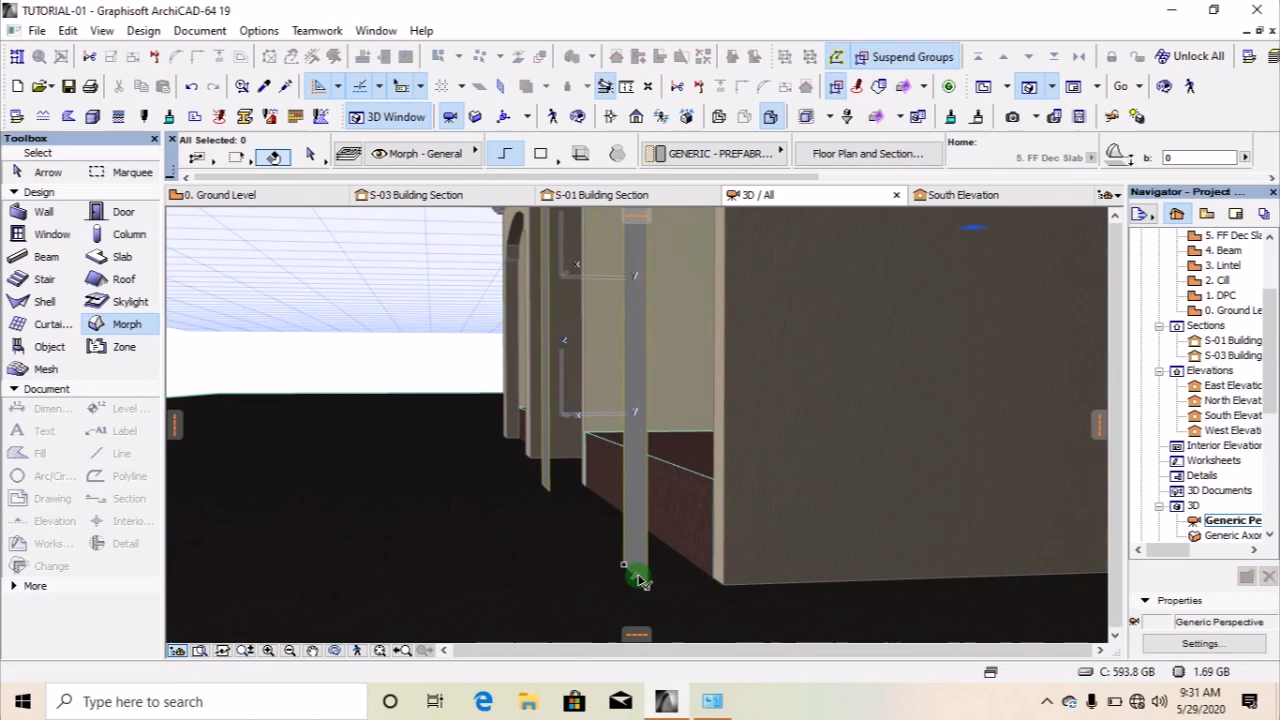 TUTORIAL-01 - Graphisoft ArchiCAD-64 19
File Edit View Design Document Options Teamwork Window Help
Suspend Groups
Unlock All
Go
3D Window
Toolbox
Select
Arrow Marquee
Design
Wall Door
Window Column
Beam Slab
Stair Roof
Shell Skylight
Curtai... Morph
Object Zone
Mesh
Document
Dimen... Level ...
Text Label
Fill Line
Arc/Cir... Polyline
Drawing Section
Elevation Interio...
Works... Detail
Change
More
All Selected: 0
Morph - General
GENERIC - PREFABR...
Floor Plan and Section...
Home:
5. FF Dec Slab
b: 0
0. Ground Level
S-03 Building Section
S-01 Building Section
3D / All
South Elevation
x
y
z
x
y
Navigator - Project ...
5. FF Dec Sla
4. Beam
3. Lintel
2. Cill
1. DPC
0. Ground Le
Sections
S-01 Building
S-03 Building
Elevations
East Elevatio
North Elevati
South Elevati
West Elevati
Interior Elevation
Worksheets
Details
3D Documents
3D
Generic Pe
Generic Axon
Properties
Generic Perspective
Settings...
C: 593.8 GB
1.69 GB
Type here to search
9:31 AM
5/29/2020